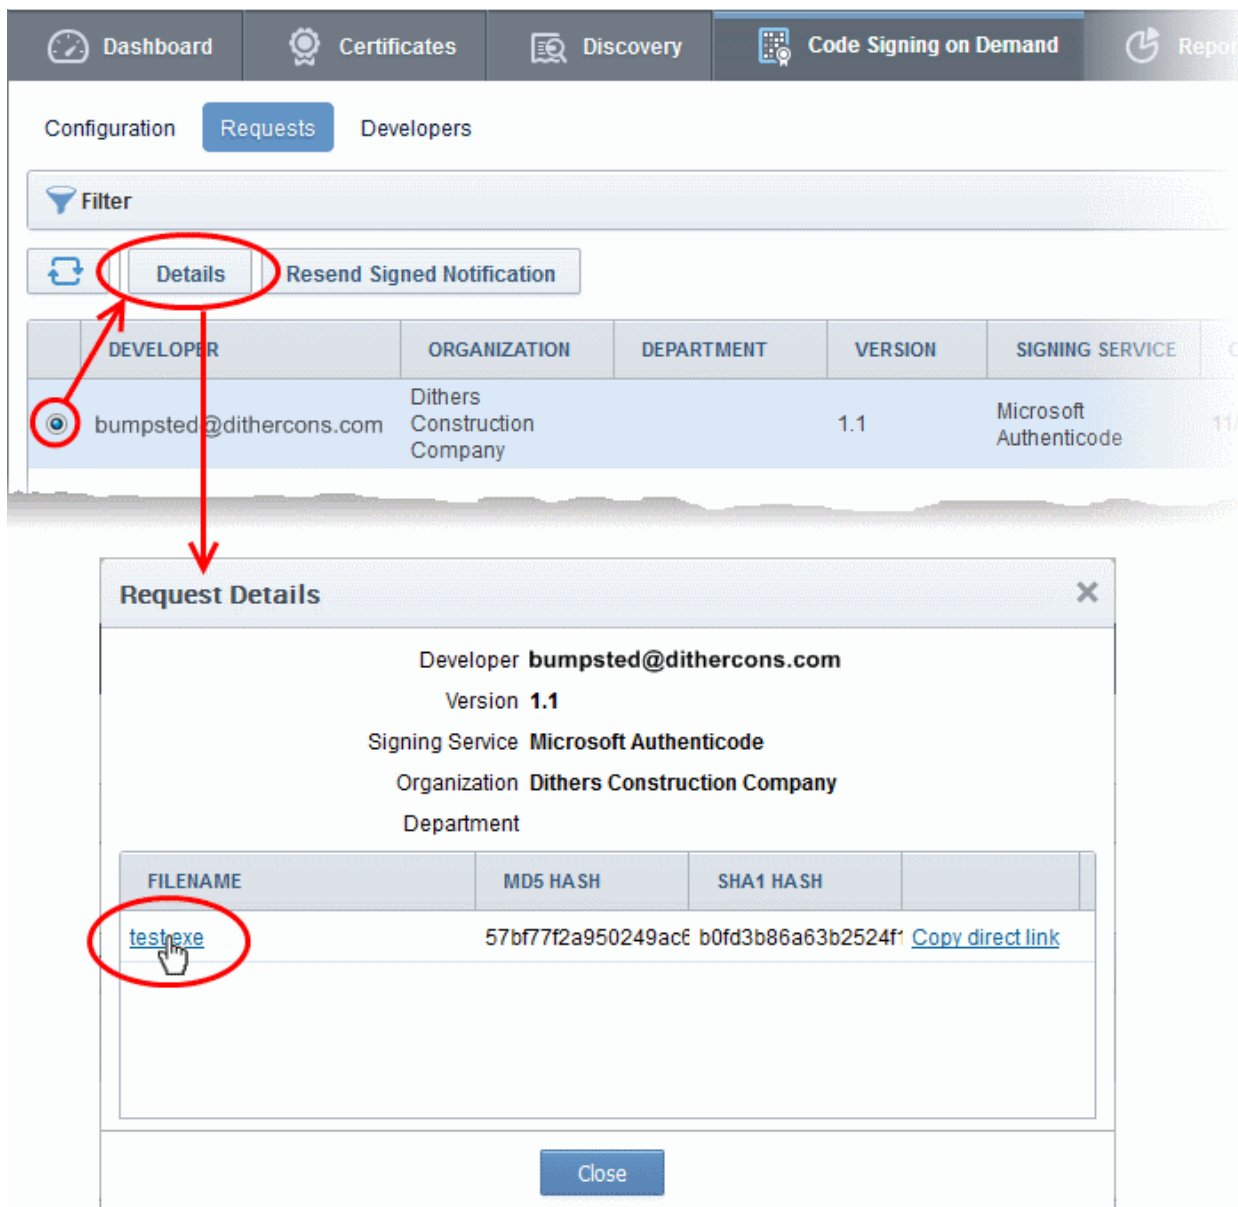 Dashboard Certificates Discovery Code Signing on Demand
Configuration Requests Developers
Filter
Details Resend Signed Notification
DEVELOPER ORGANIZATION DEPARTMENT VERSION SIGNING SERVICE
bumpsted@dithercons.com Dithers Construction Company 1.1 Microsoft Authenticode
Request Details
Developer bumpsted@dithercons.com
Version 1.1
Signing Service Microsoft Authenticode
Organization Dithers Construction Company
Department
FILENAME MD5 HASH SHA1 HASH
test.exe 57bf77f2a950249ac6 b0fd3b86a63b2524f1 Copy direct link
Close